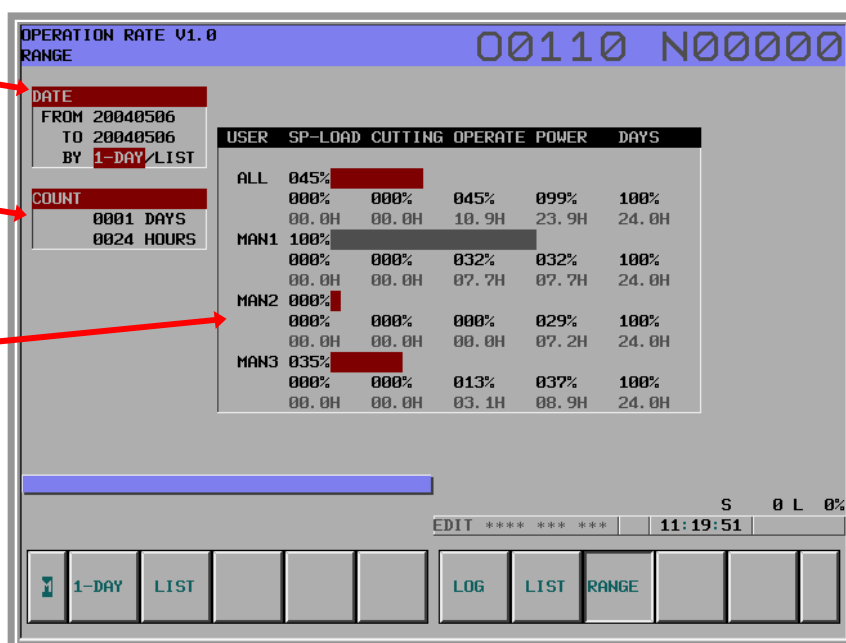 OPERATION RATE V1.0
RANGE
O0110 N00000
DATE
FROM 20040506
TO 20040506
BY 1-DAY/LIST
COUNT
0001 DAYS
0024 HOURS
USER SP-LOAD CUTTING OPERATE POWER DAYS
ALL 045%
000% 000% 045% 099% 100%
00.0H 00.0H 10.9H 23.9H 24.0H
MAN1 100%
000% 000% 032% 032% 100%
00.0H 00.0H 07.7H 07.7H 24.0H
MAN2 000%
000% 000% 000% 029% 100%
00.0H 00.0H 00.0H 07.2H 24.0H
MAN3 035%
000% 000% 013% 037% 100%
00.0H 00.0H 03.1H 08.9H 24.0H
S 0 L 0%
EDIT **** *** *** 11:19:51
M 1-DAY LIST LOG LIST RANGE